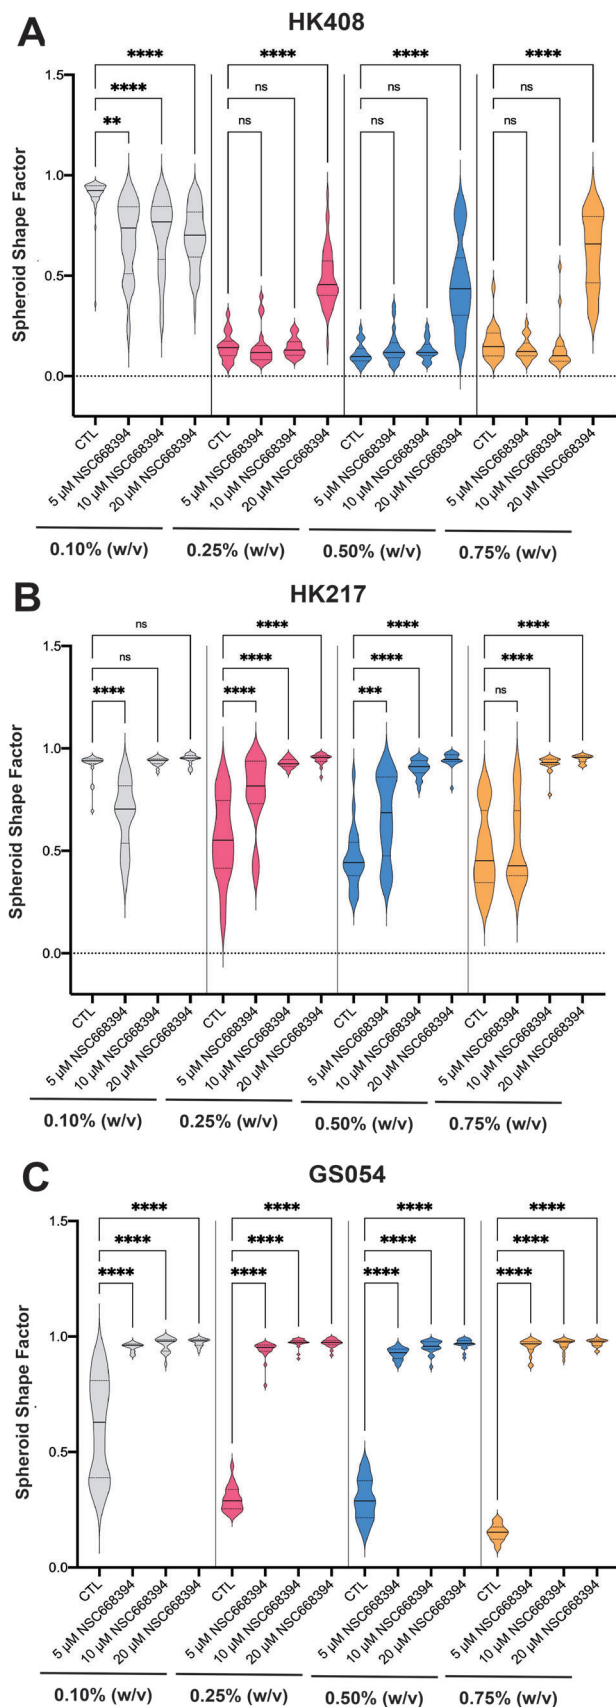 A
HK408
**** **** **** ****
**** ns ns ns
** ns ns ns
Spheroid Shape Factor
1.5
1.0
0.5
0.0
CTL 5 µM NSC668394 10 µM NSC668394 20 µM NSC668394 CTL 5 µM NSC668394 10 µM NSC668394 20 µM NSC668394 CTL 5 µM NSC668394 10 µM NSC668394 20 µM NSC668394 CTL 5 µM NSC668394 10 µM NSC668394 20 µM NSC668394
0.10% (w/v) 0.25% (w/v) 0.50% (w/v) 0.75% (w/v)
B
HK217
ns **** **** ****
ns **** **** ****
**** **** *** ns
Spheroid Shape Factor
1.5
1.0
0.5
0.0
CTL 5 µM NSC668394 10 µM NSC668394 20 µM NSC668394 CTL 5 µM NSC668394 10 µM NSC668394 20 µM NSC668394 CTL 5 µM NSC668394 10 µM NSC668394 20 µM NSC668394 CTL 5 µM NSC668394 10 µM NSC668394 20 µM NSC668394
0.10% (w/v) 0.25% (w/v) 0.50% (w/v) 0.75% (w/v)
C
GS054
**** **** **** ****
**** **** **** ****
**** **** **** ****
Spheroid Shape Factor
1.5
1.0
0.5
0.0
CTL 5 µM NSC668394 10 µM NSC668394 20 µM NSC668394 CTL 5 µM NSC668394 10 µM NSC668394 20 µM NSC668394 CTL 5 µM NSC668394 10 µM NSC668394 20 µM NSC668394 CTL 5 µM NSC668394 10 µM NSC668394 20 µM NSC668394
0.10% (w/v) 0.25% (w/v) 0.50% (w/v) 0.75% (w/v)